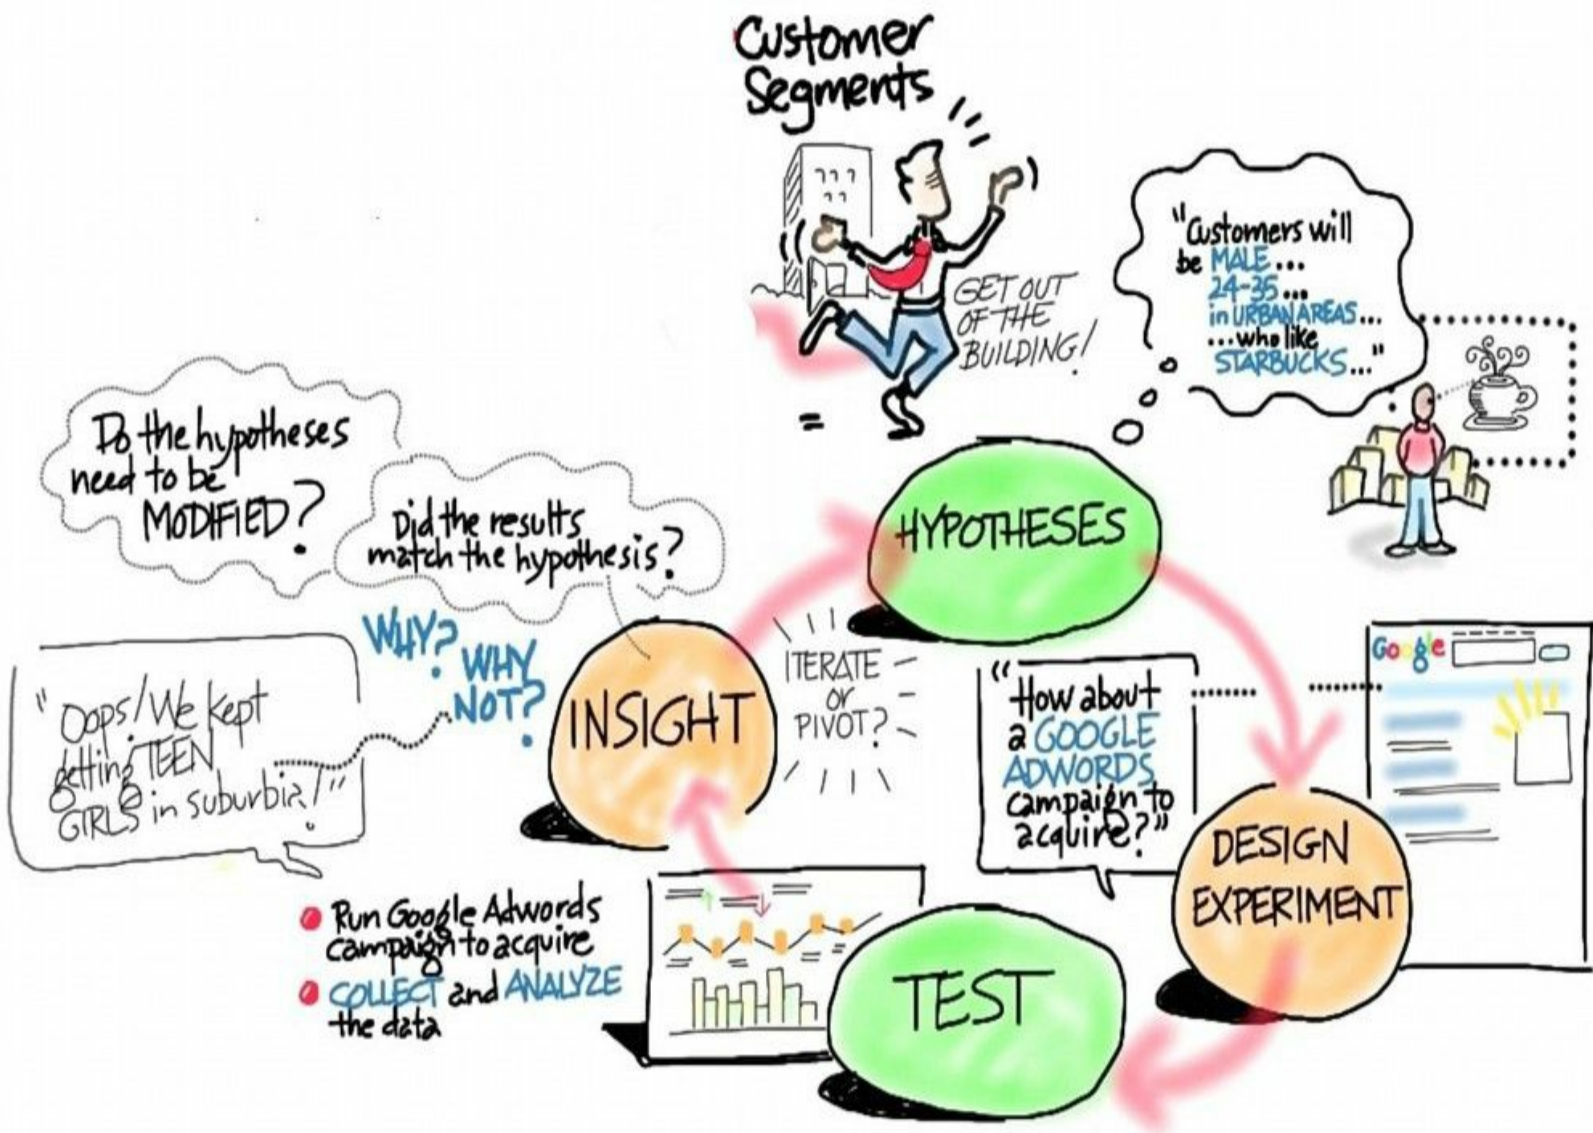 Customer
Segments
GET OUT
OF THE
BUILDING!
"Customers will
be MALE...
24-35...
in URBAN AREAS...
...who like
STARBUCKS..."
HYPOTHESES
Do the hypotheses
need to be
MODIFIED?
Did the results
match the hypothesis?
WHY?
WHY
NOT?
INSIGHT
ITERATE
or
PIVOT?
"Oops! We kept
getting TEEN
GIRLS in suburbia!"
"How about
a GOOGLE
ADWORDS
campaign to
acquire?"
Google
DESIGN
EXPERIMENT
Run Google Adwords
campaign to acquire
COLLECT and ANALYZE
the data
TEST